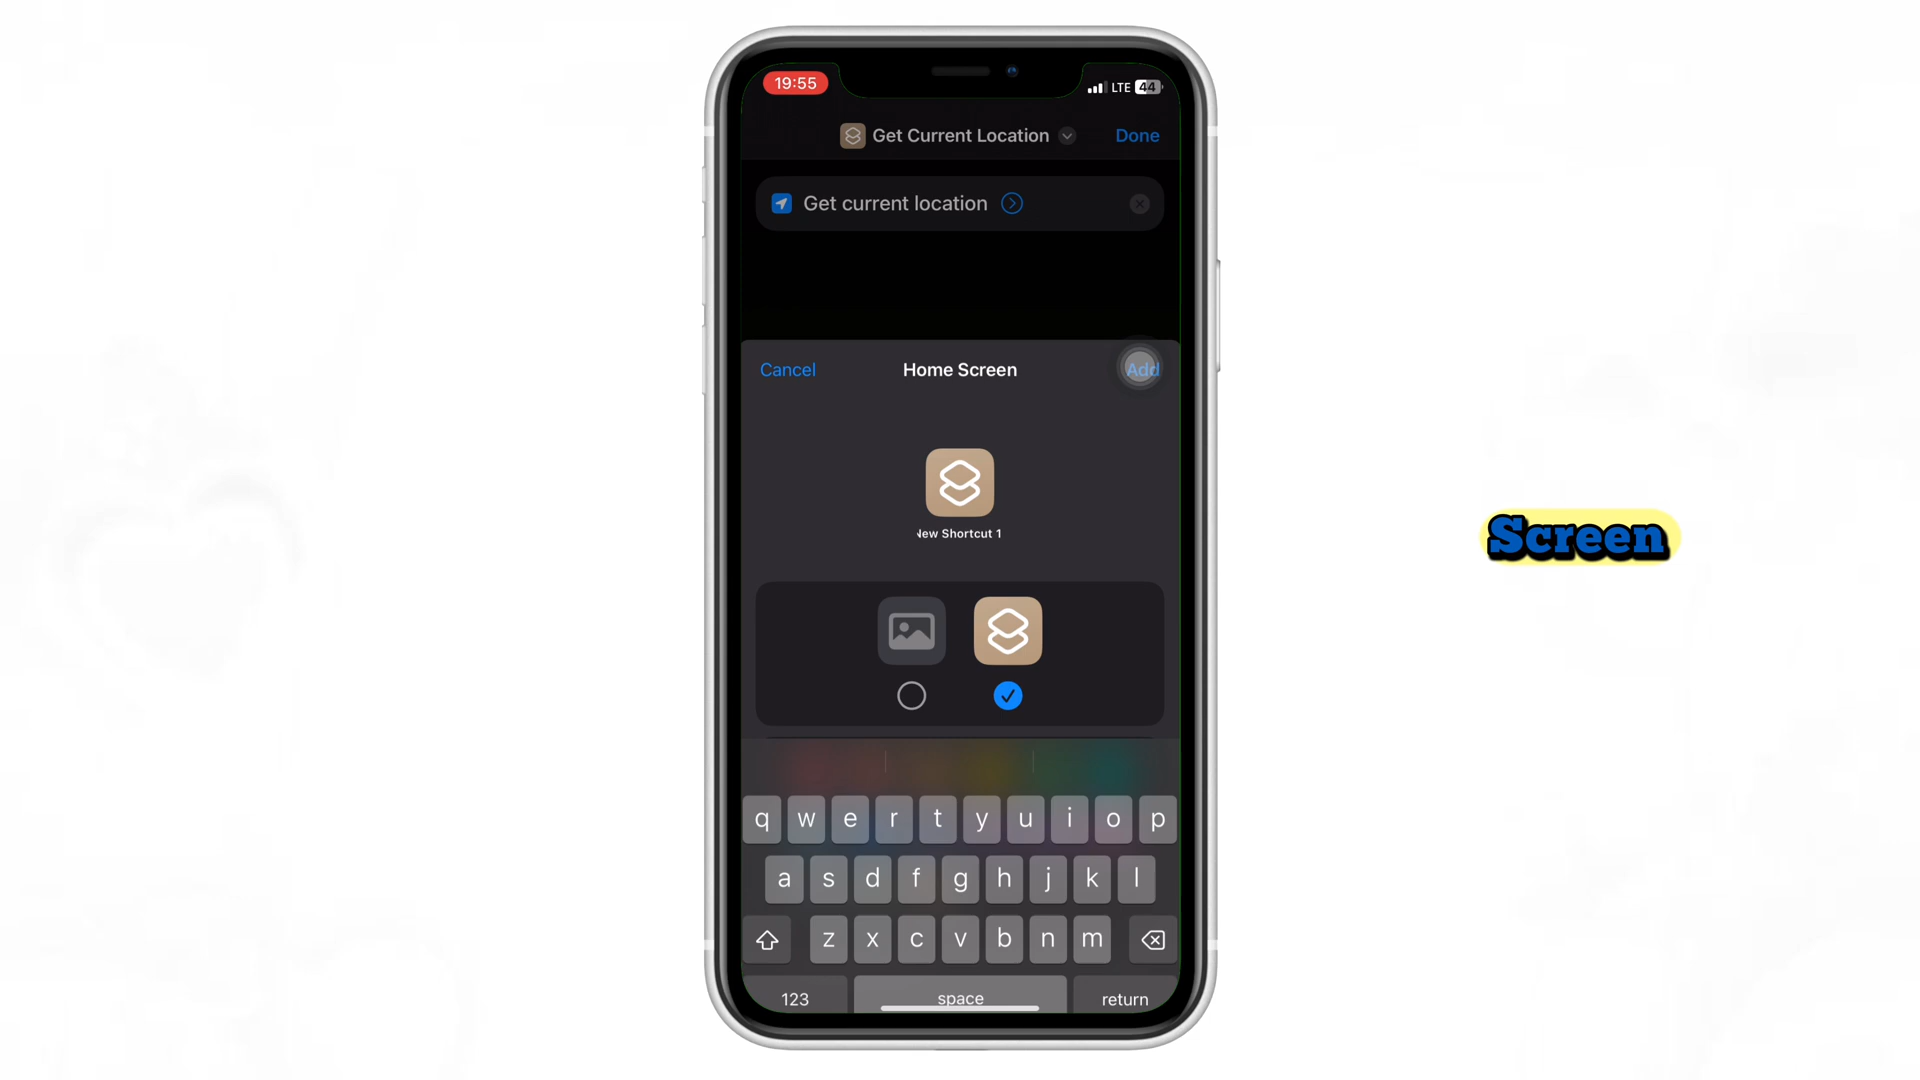 19:55
LTE 44
Get Current Location
Done
Get current location
Cancel
Home Screen
Add
New Shortcut 1
Screen
q w e r t y u i o p
a s d f g h j k l
z x c v b n m
123
space
return